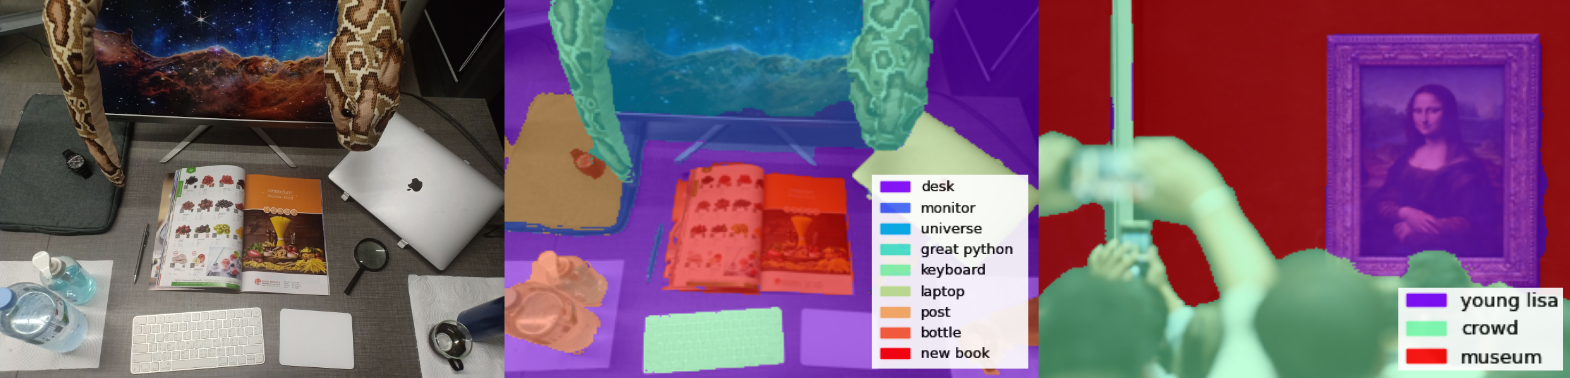 desk
monitor
universe
great python
keyboard
laptop
post
bottle
new book
young lisa
crowd
museum